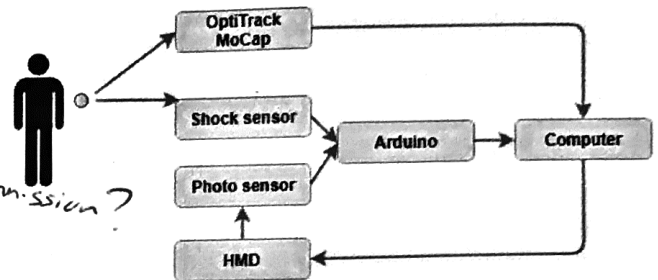 OptiTrack
MoCap
Shock sensor
Arduino
Computer
Photo sensor
HMD